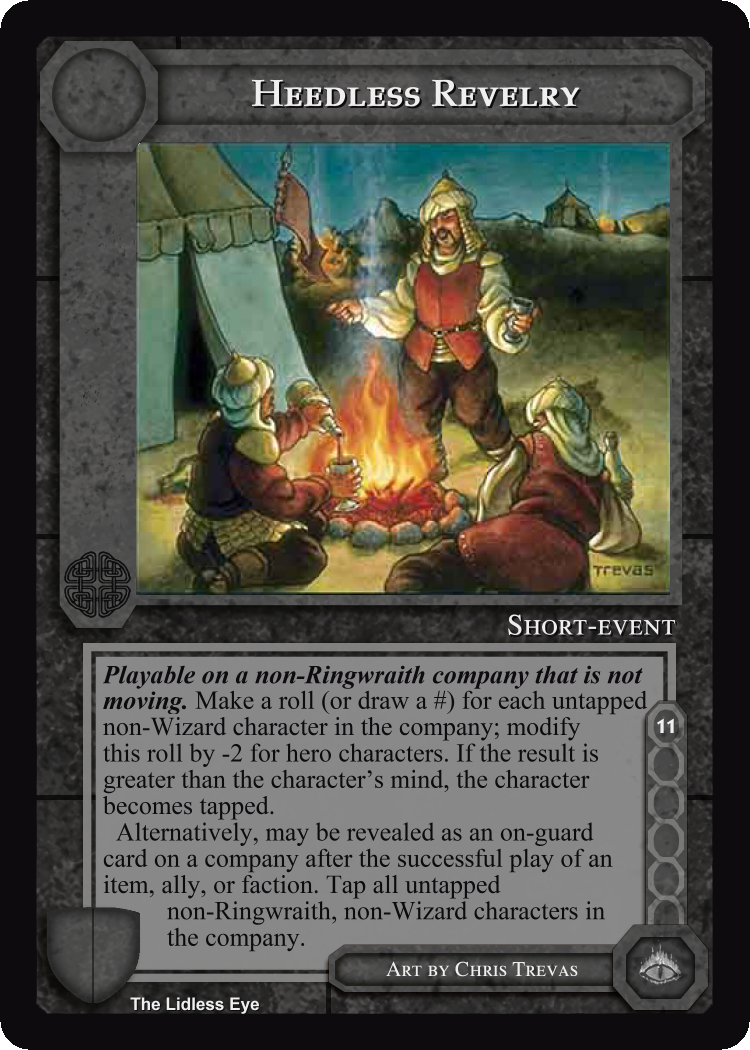 Heedless Revelry
Trevas
Short-event
Playable on a non-Ringwraith company that is not
moving. Make a roll (or draw a #) for each untapped
non-Wizard character in the company; modify
this roll by -2 for hero characters. If the result is
greater than the character's mind, the character
becomes tapped.
Alternatively, may be revealed as an on-guard
card on a company after the successful play of an
item, ally, or faction. Tap all untapped
non-Ringwraith, non-Wizard characters in
the company.
11
Art by Chris Trevas
The Lidless Eye